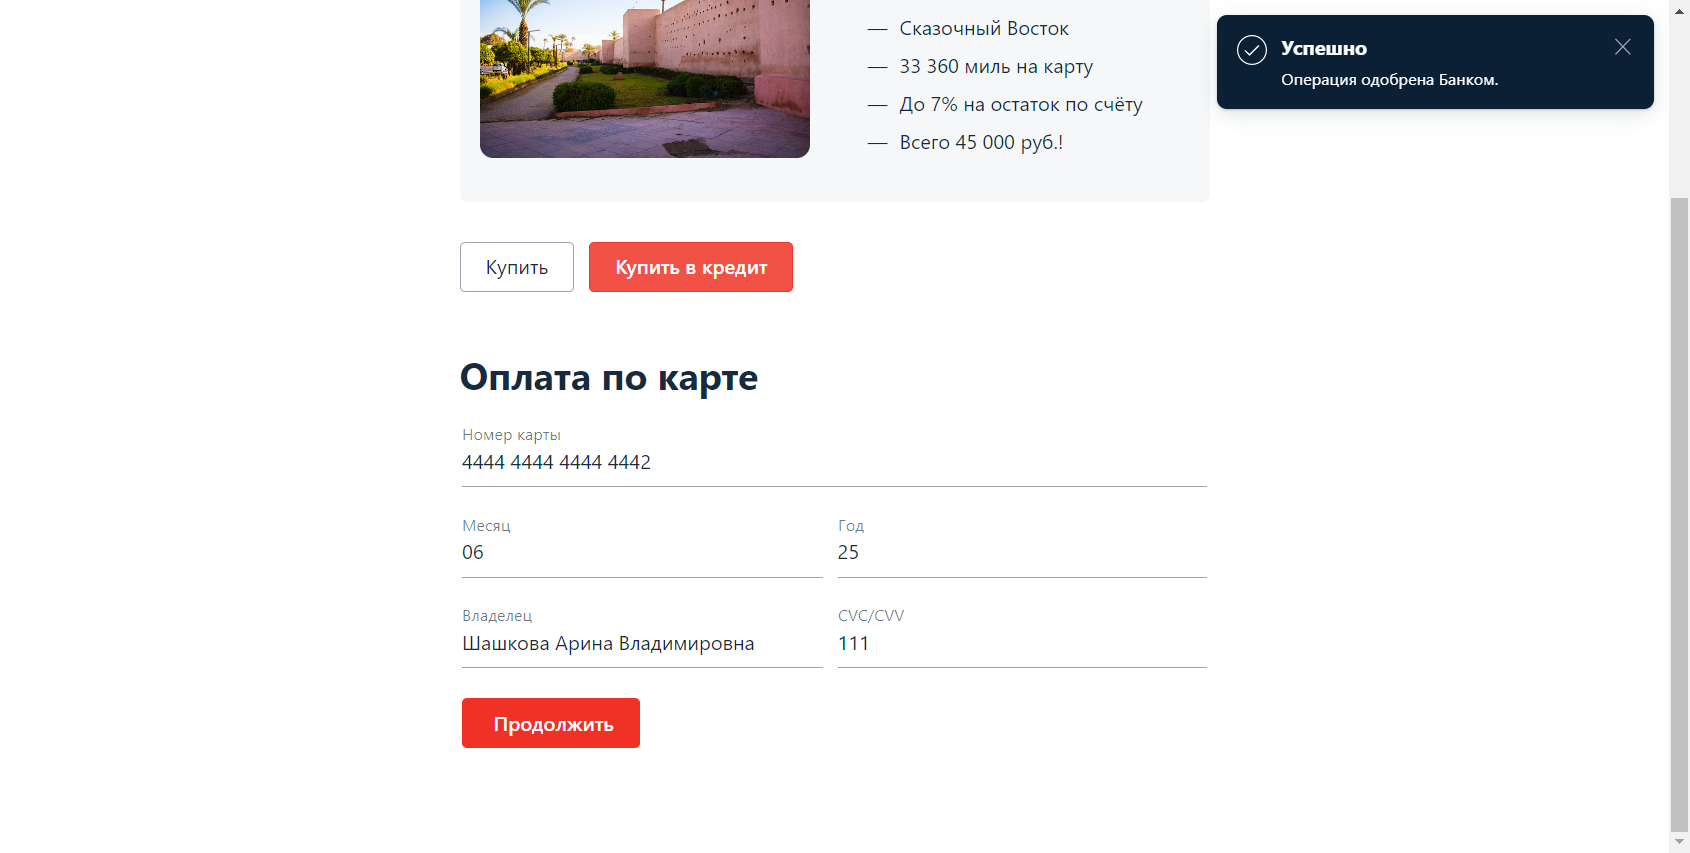 — Сказочный Восток
— 33 360 миль на карту
— До 7% на остаток по счёту
— Всего 45 000 руб.!
Успешно
Операция одобрена Банком.
Купить
Купить в кредит
Оплата по карте
Номер карты
4444 4444 4444 4442
Месяц
06
Год
25
Владелец
Шашкова Арина Владимировна
CVC/CVV
111
Продолжить